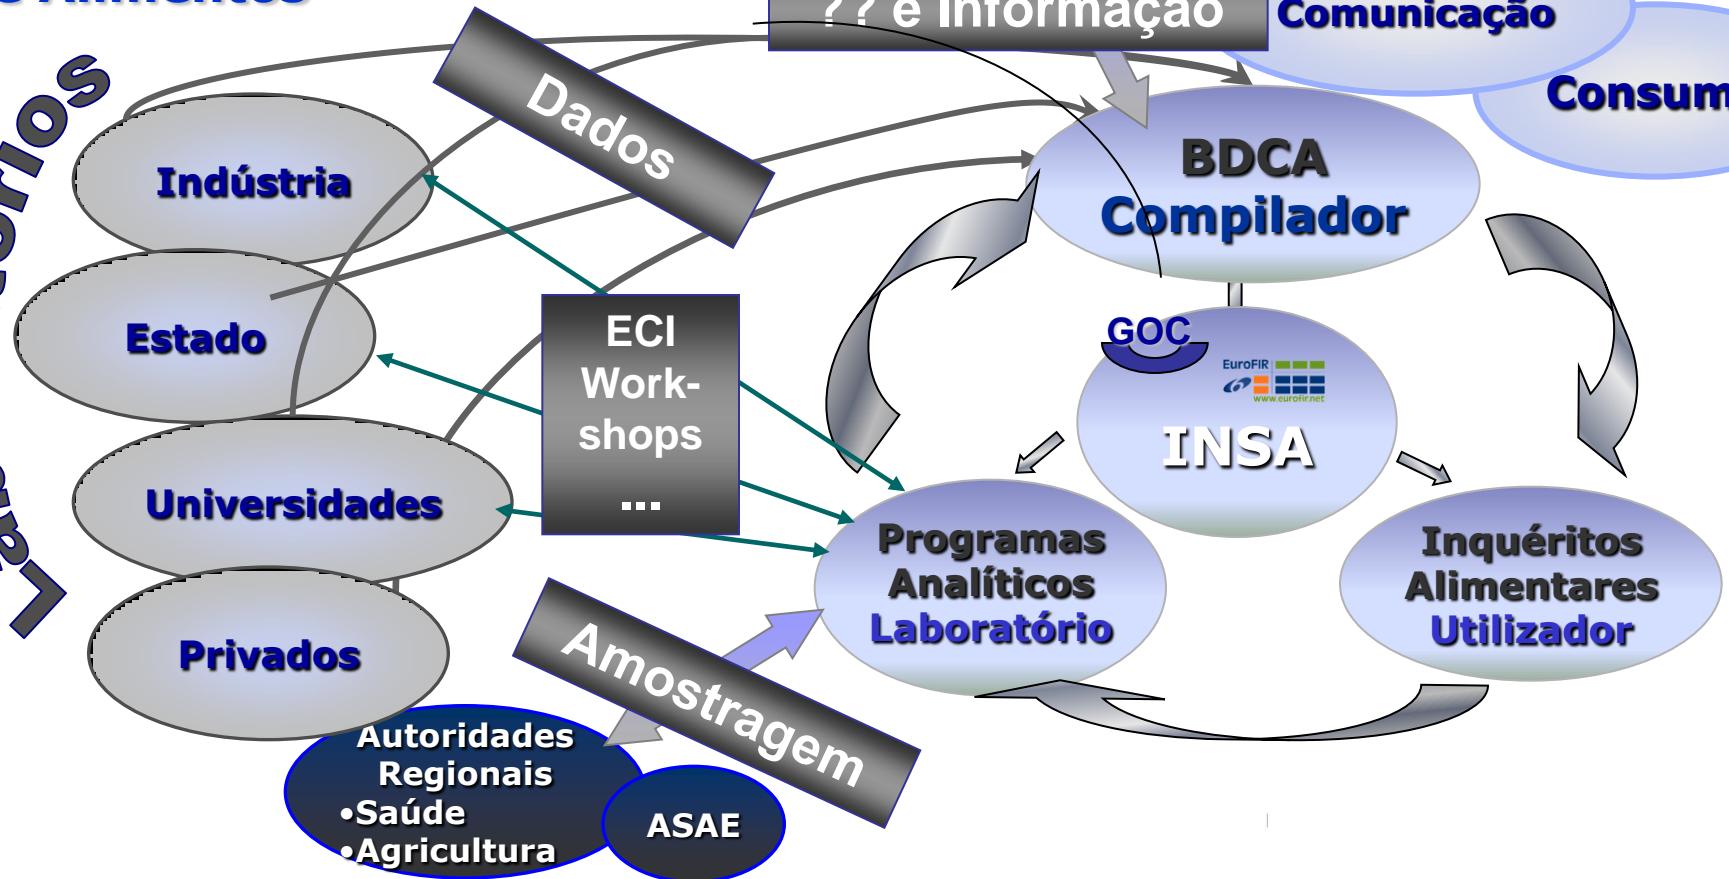 Alimentos
?? e Informação
Comunicação
Dados
Indústria
BDCA
Compilador
Estado
ECI
Work-
shops
...
GOC
EuroFIR
www.eurofir.net
INSA
Universidades
Programas
Analíticos
Laboratório
Inquéritos
Alimentares
Utilizador
Privados
Amostragem
Autoridades
Regionais
•Saúde
•Agricultura
ASAE